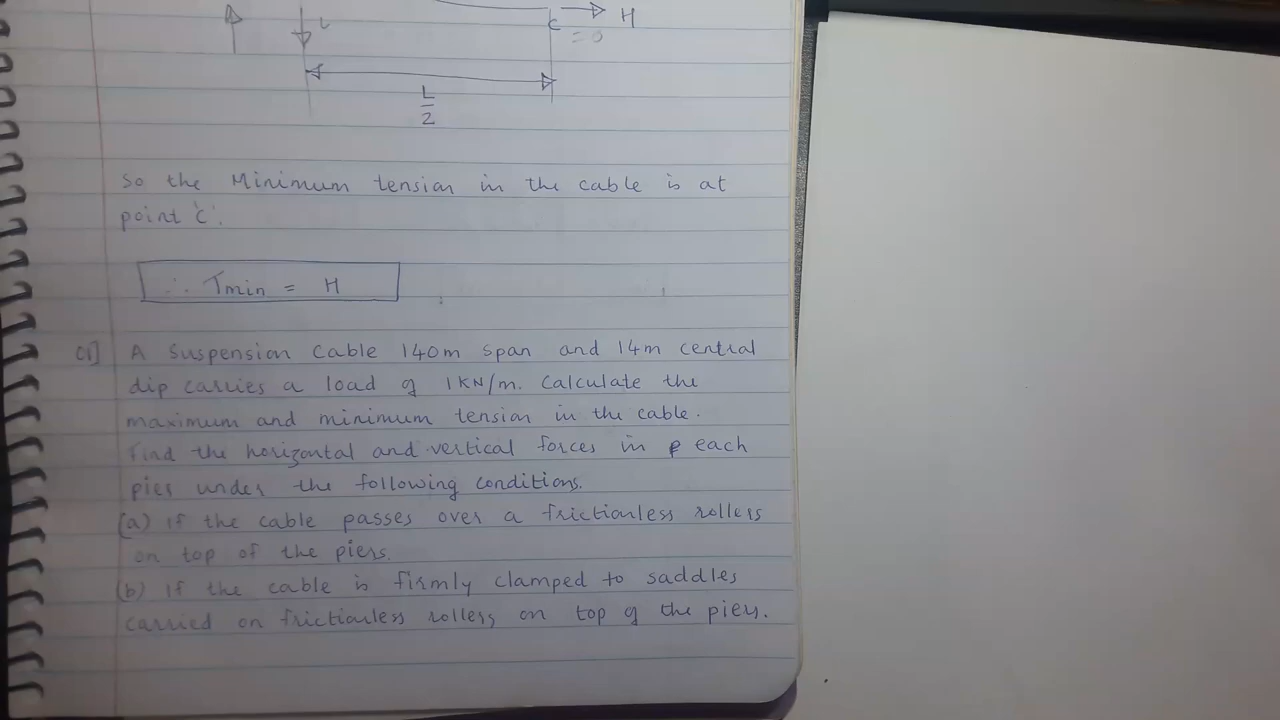 L
C
H
= 0
L
2
So the Minimum tension in the cable is at
point 'C'.
∴ Tmin = H
Q1] A Suspension Cable 140m span and 14m central
dip carries a load of 1KN/m. Calculate the
maximum and minimum tension in the cable.
Find the horizontal and vertical forces in each
pier under the following conditions.
(a) If the cable passes over a frictionless rollers
on top of the piers.
(b) If the cable is firmly clamped to saddles
carried on frictionless rollers on top of the piers.